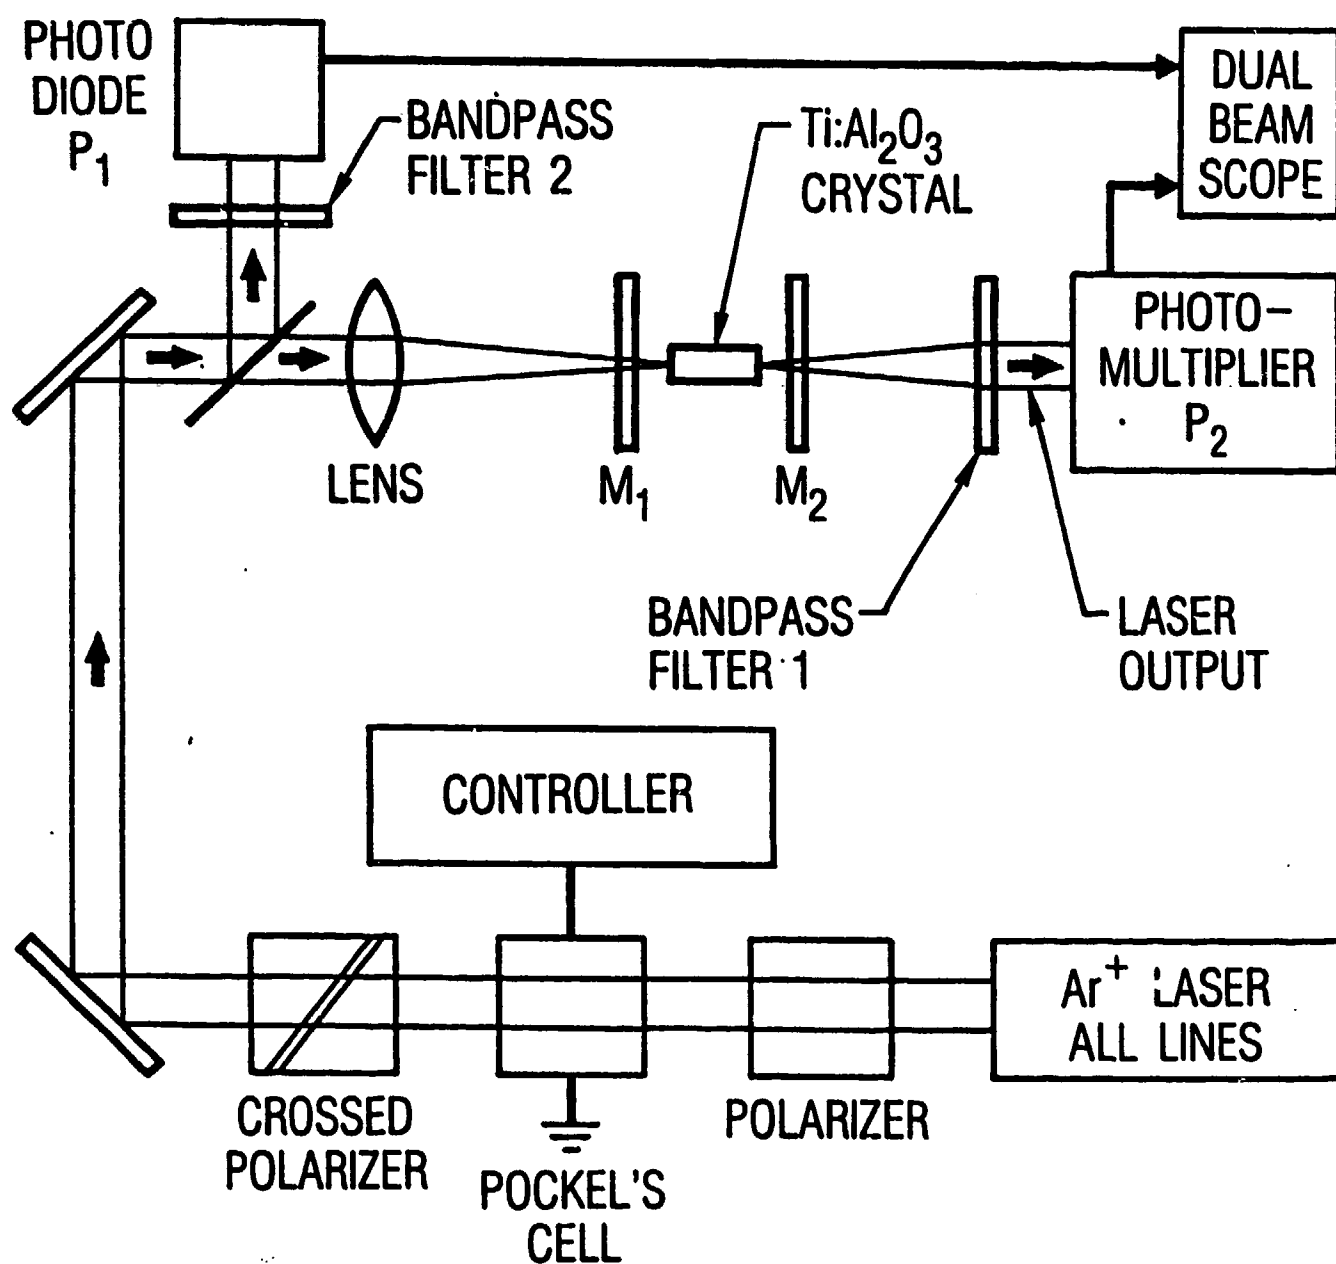 PHOTO
DIODE
P₁
BANDPASS
FILTER 2
Ti:Al₂O₃
CRYSTAL
DUAL
BEAM
SCOPE
PHOTO-
MULTIPLIER
P₂
LENS
M₁
M₂
BANDPASS
FILTER 1
LASER
OUTPUT
CONTROLLER
Ar⁺ LASER
ALL LINES
CROSSED
POLARIZER
POCKEL'S
CELL
POLARIZER